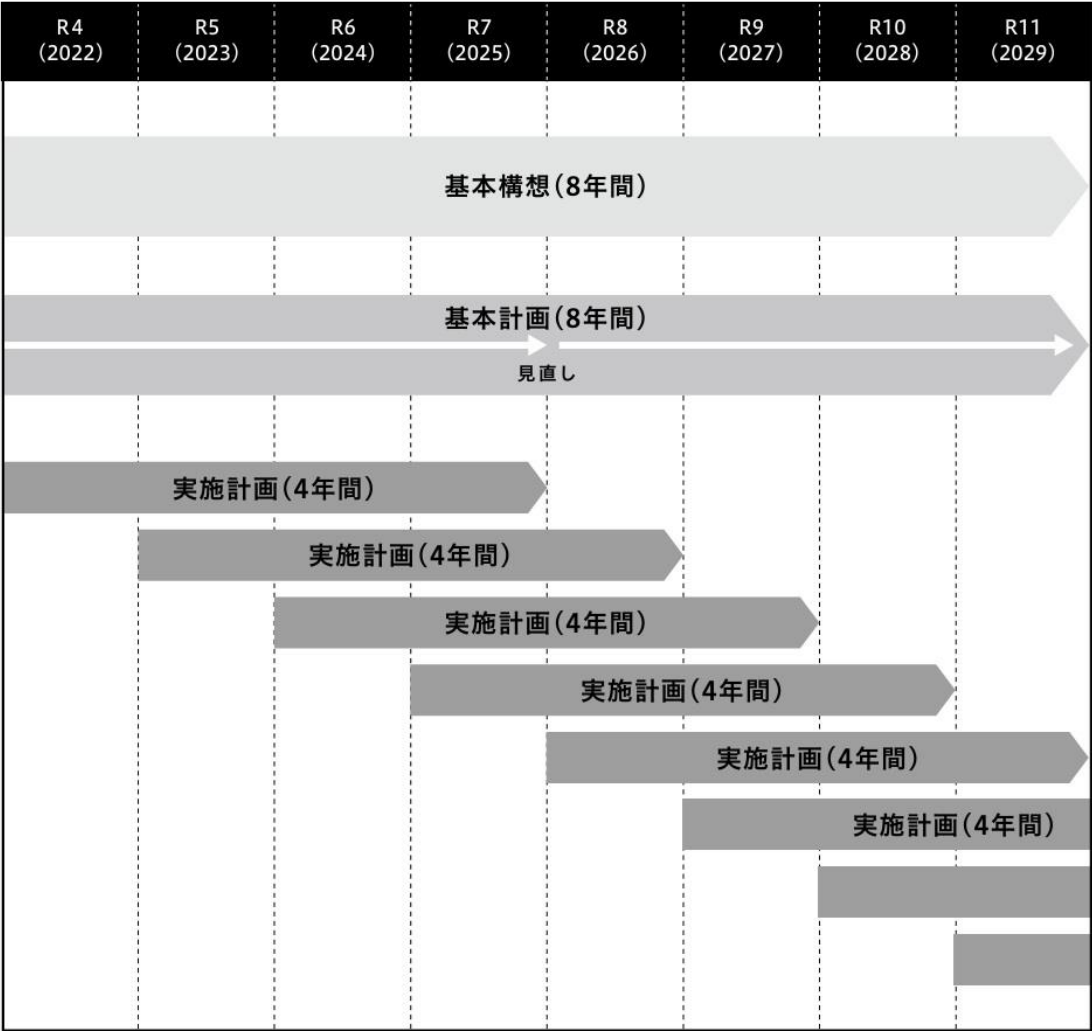 R4
(2022)
R5
(2023)
R6
(2024)
R7
(2025)
R8
(2026)
R9
(2027)
R10
(2028)
R11
(2029)
基本構想(8年間)
基本計画(8年間)
見直し
実施計画(4年間)
実施計画(4年間)
実施計画(4年間)
実施計画(4年間)
実施計画(4年間)
実施計画(4年間)